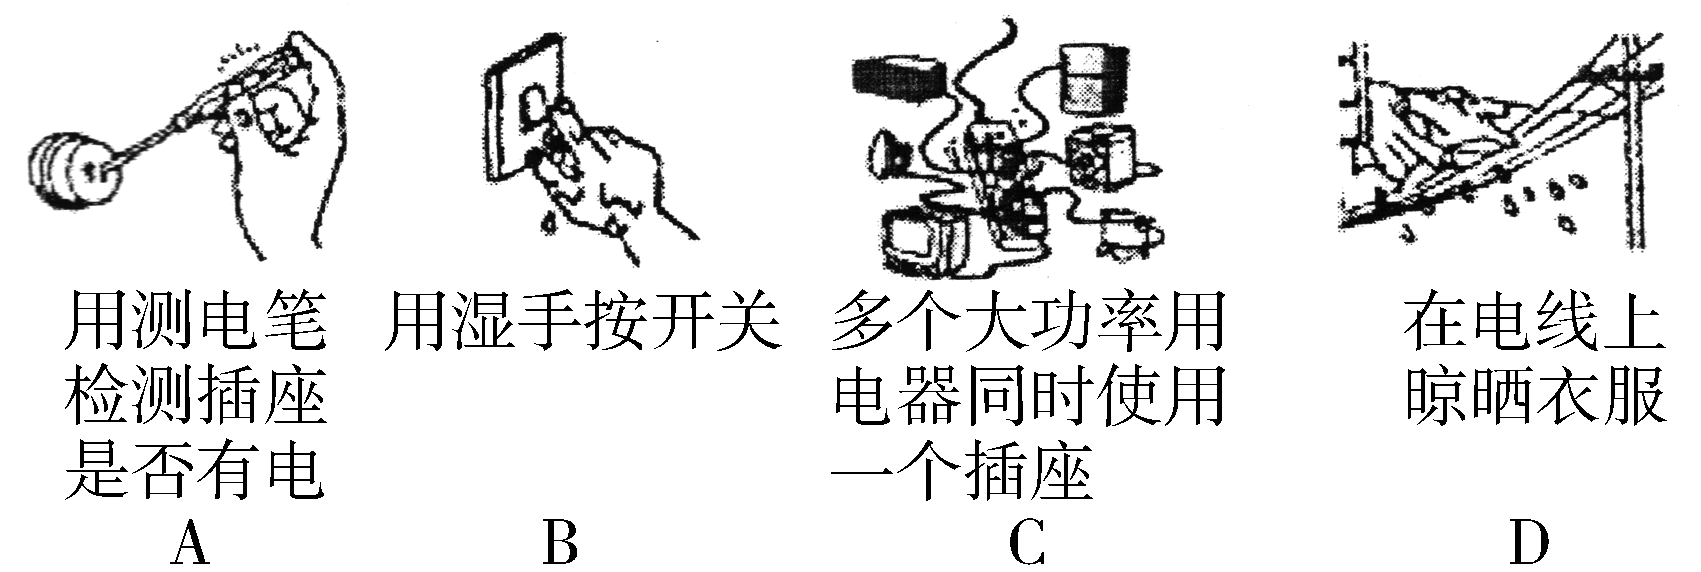 用测电笔
检测插座
是否有电
A
用湿手按开关
B
多个大功率用
电器同时使用
一个插座
C
在电线上
晾晒衣服
D